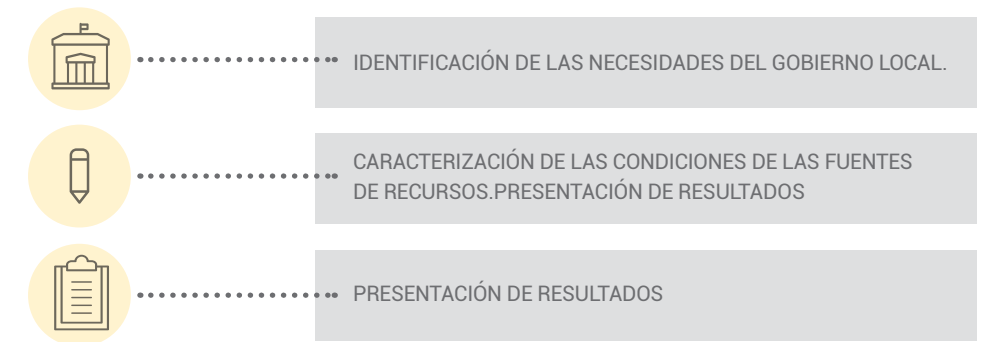 IDENTIFICACIÓN DE LAS NECESIDADES DEL GOBIERNO LOCAL.
CARACTERIZACIÓN DE LAS CONDICIONES DE LAS FUENTES
DE RECURSOS.PRESENTACIÓN DE RESULTADOS
PRESENTACIÓN DE RESULTADOS